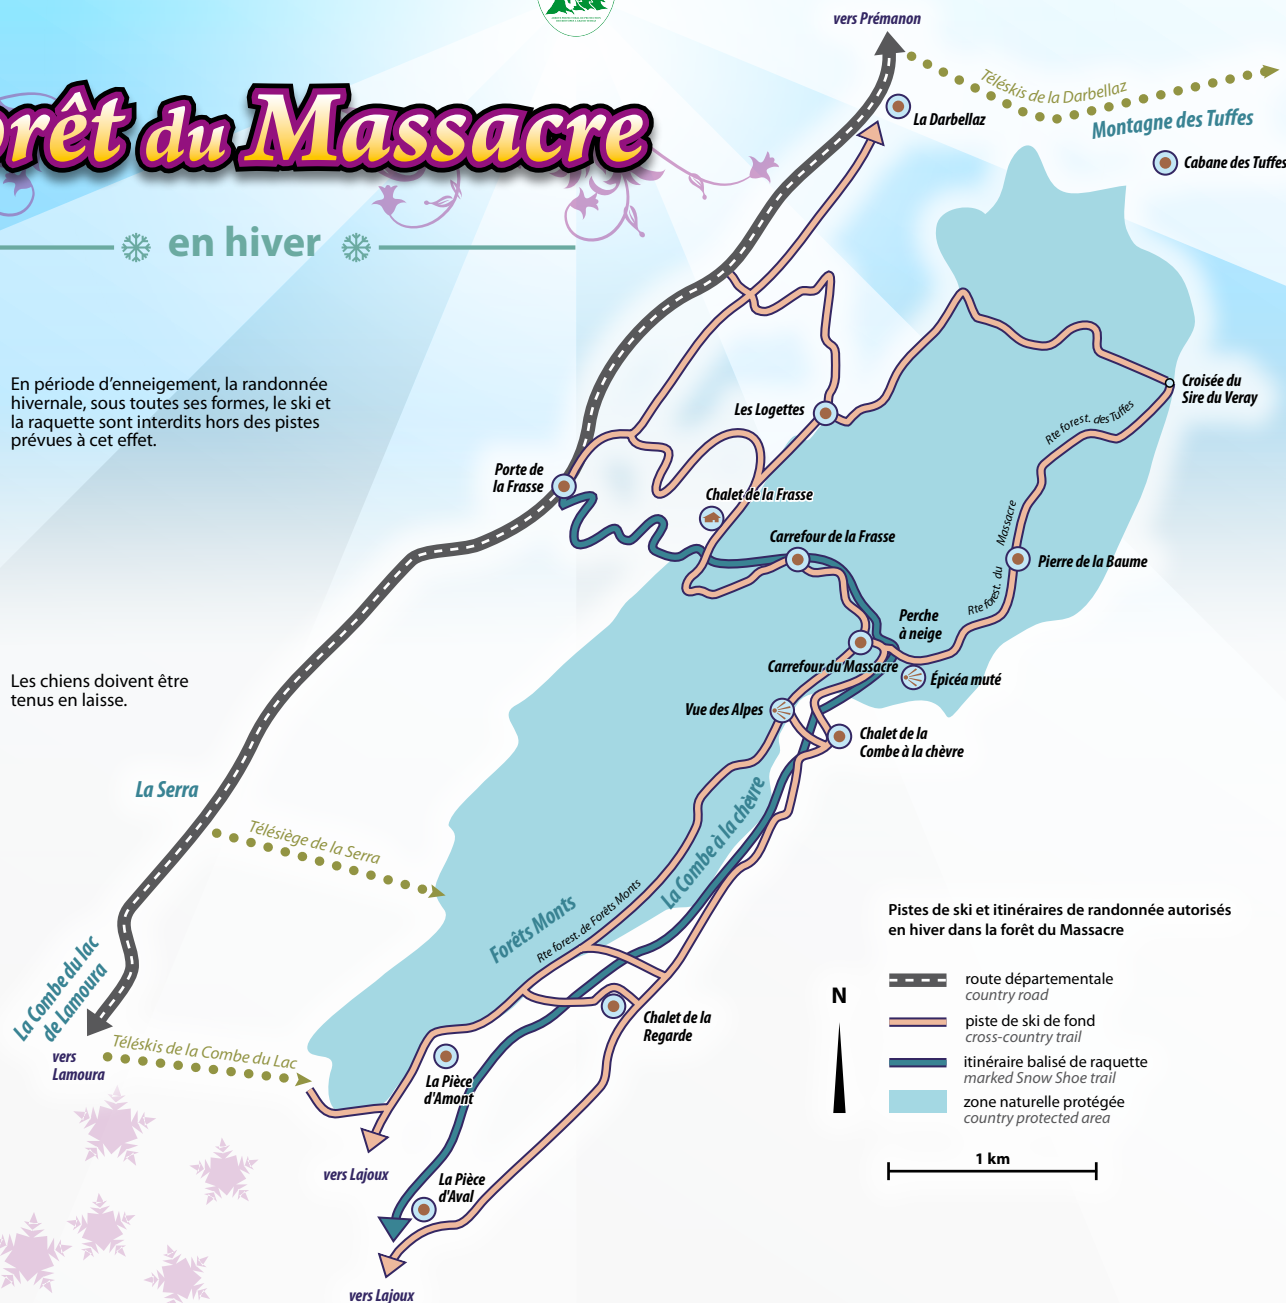 vers Prémanon
Téléskis de la Darbellaz
La Darbellaz
Montagne des Tuffes
Cabane des Tuffes
rêt du Massacre
en hiver
En période d'enneigement, la randonnée
hivernale, sous toutes ses formes, le ski et
la raquette sont interdits hors des pistes
prévues à cet effet.
Croisée du
Sire du Veray
Les Logettes
Rte forest. des Tuffes
Porte de
la Frasse
Chalet de la Frasse
Carrefour de la Frasse
Rte forest. du Massacre
Pierre de la Baume
Perche
à neige
Carrefour du Massacre
Épicéa muté
Les chiens doivent être
tenus en laisse.
Vue des Alpes
Chalet de la
Combe à la chèvre
La Serra
Télésiège de la Serra
La Combe à la chèvre
Forêts Monts
Rte forest. de Forêts Monts
La Combe du lac
de Lamoura
vers
Lamoura
Téléskis de la Combe du Lac
Chalet de la
Regarde
La Pièce
d'Amont
vers Lajoux
La Pièce
d'Aval
vers Lajoux
Pistes de ski et itinéraires de randonnée autorisés
en hiver dans la forêt du Massacre
N
route départementale
country road
piste de ski de fond
cross-country trail
itinéraire balisé de raquette
marked Snow Shoe trail
zone naturelle protégée
country protected area
1 km